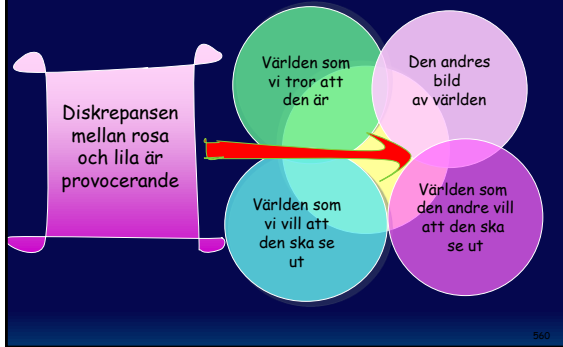 Diskrepansen
mellan rosa
och lila är
provocerande
Världen som
vi tror att
den är
Den andres
bild
av världen
Världen som
vi vill att
den ska se
ut
Världen som
den andre vill
att den ska
se ut
560